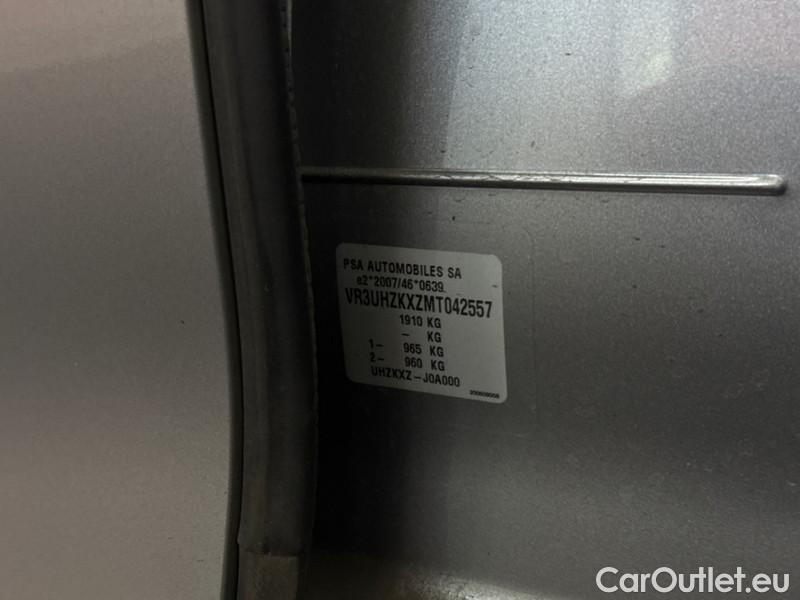 PSA AUTOMOBILES SA
e2*2007/46*0639
VR3UHZKXZMT042557
1910 KG
- KG
1- 965 KG
2- 960 KG
UHZKXZ-J0A000
CarOutlet.eu